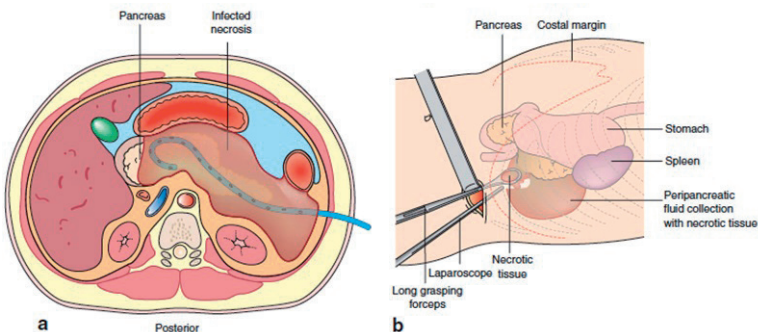 Pancreas
Infected
necrosis
Posterior
a
Pancreas
Costal margin
Stomach
Spleen
Peripancreatic
fluid collection
with necrotic tissue
Necrotic
tissue
Laparoscope
Long grasping
forceps
b